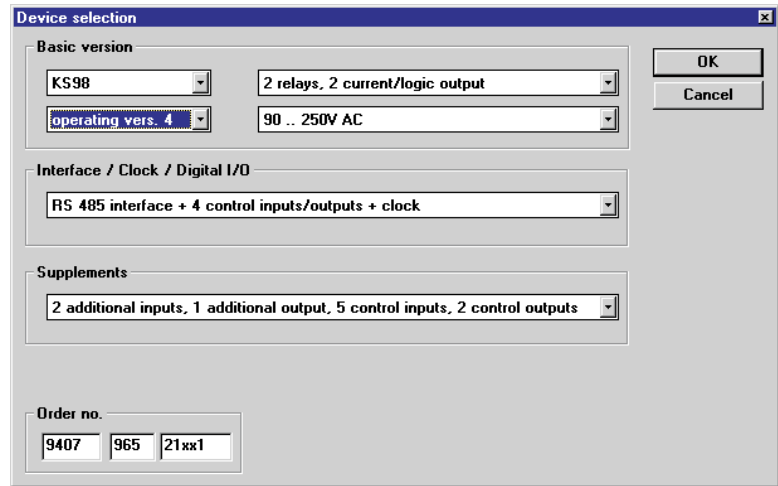 Device selection
Basic version
KS98
2 relays, 2 current/logic output
operating vers. 4
90 .. 250V AC
OK
Cancel
Interface / Clock / Digital I/O
RS 485 interface + 4 control inputs/outputs + clock
Supplements
2 additional inputs, 1 additional output, 5 control inputs, 2 control outputs
Order no.
9407 965 21xx1